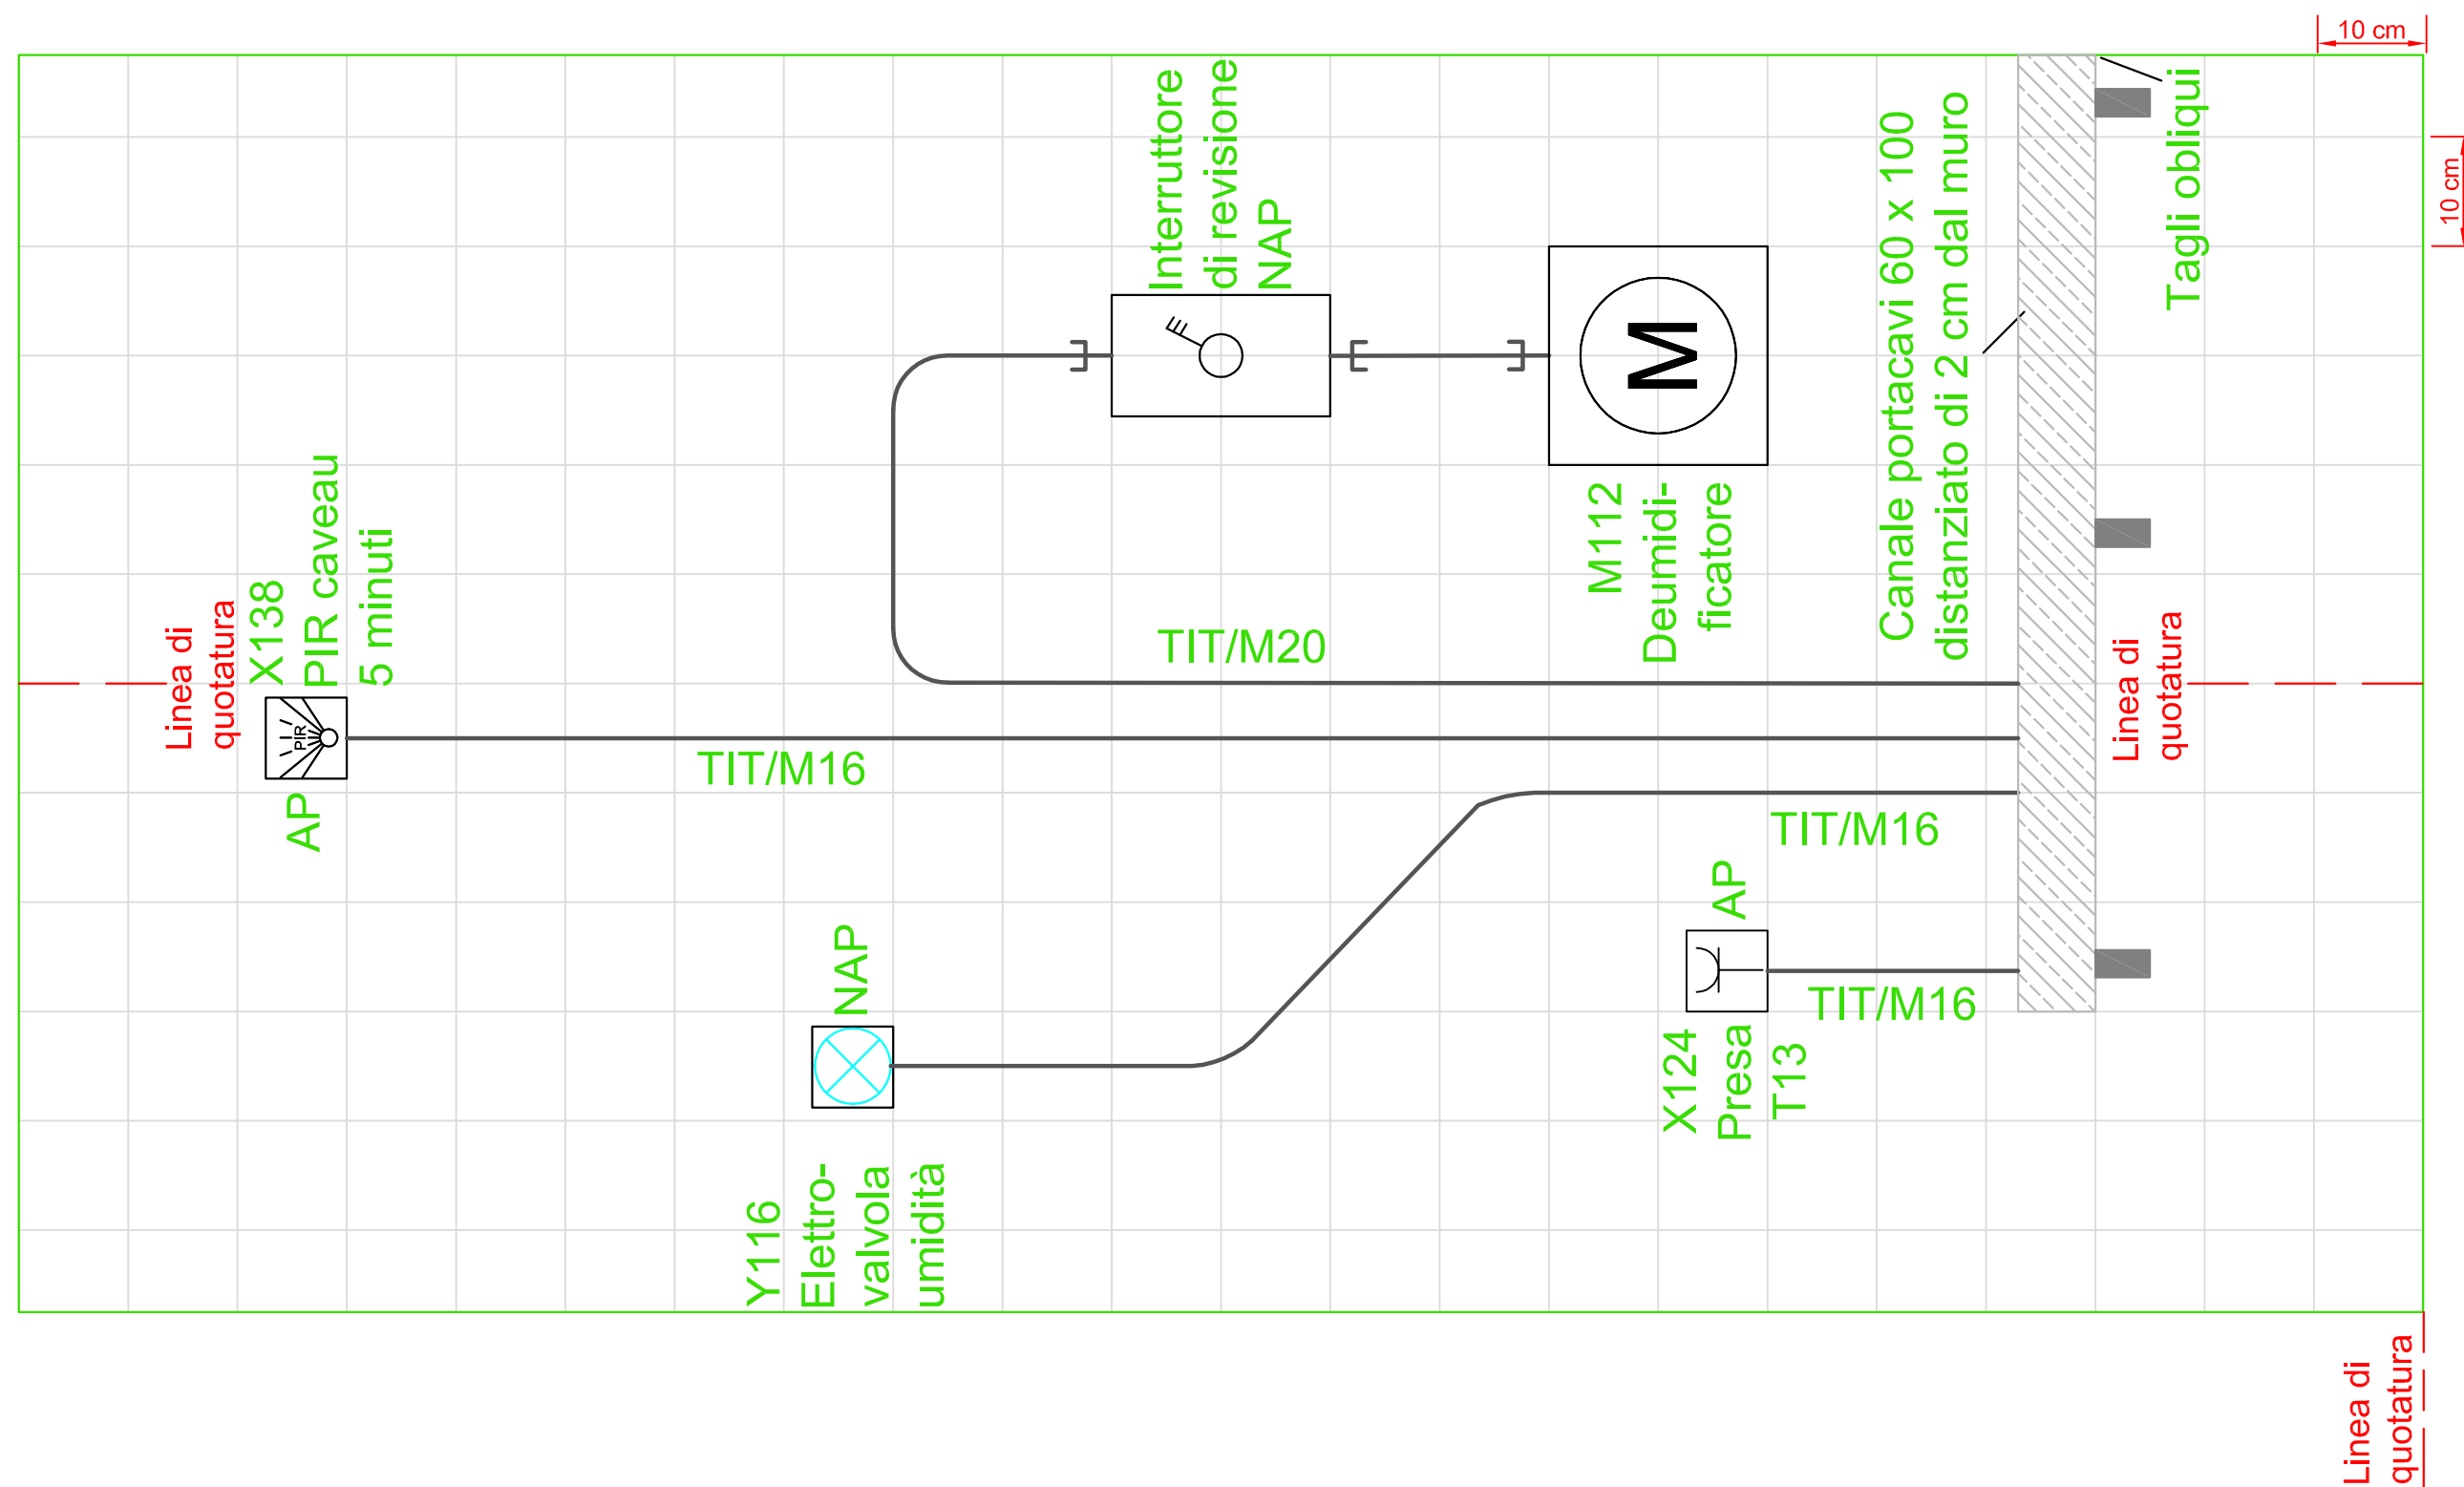 10 cm
10 cm
Interruttore
di revisione
NAP
Canale portacavi 60 x 100
distanziato di 2 cm dal muro
Tagli obliqui
M
M112
Deumidi-
ficatore
Linea di
quotatura
X138
PIR caveau
5 minuti
PIR
AP
TIT/M20
TIT/M16
TIT/M16
Linea di
quotatura
NAP
AP
TIT/M16
X124
Presa
T13
Y116
Elettro-
valvola
umidità
Linea di
quotatura